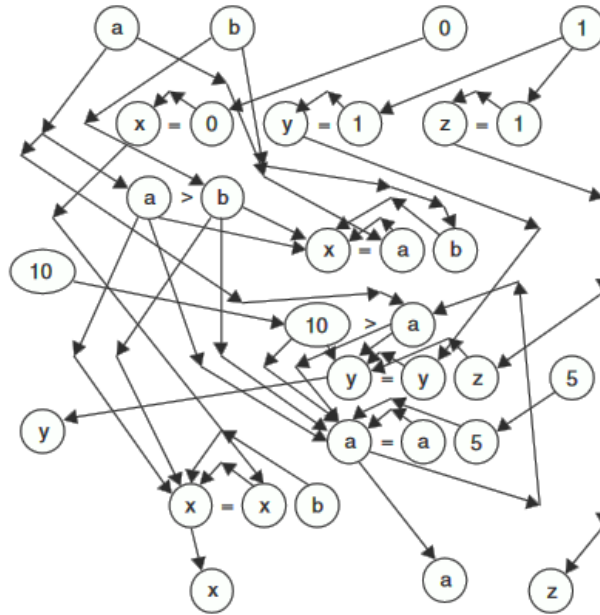 a b 0 1
x = 0 y = 1 z = 1
a > b
x = a b
10
10 > a
y = y z 5
y
a = a 5
x = x b
a
x z